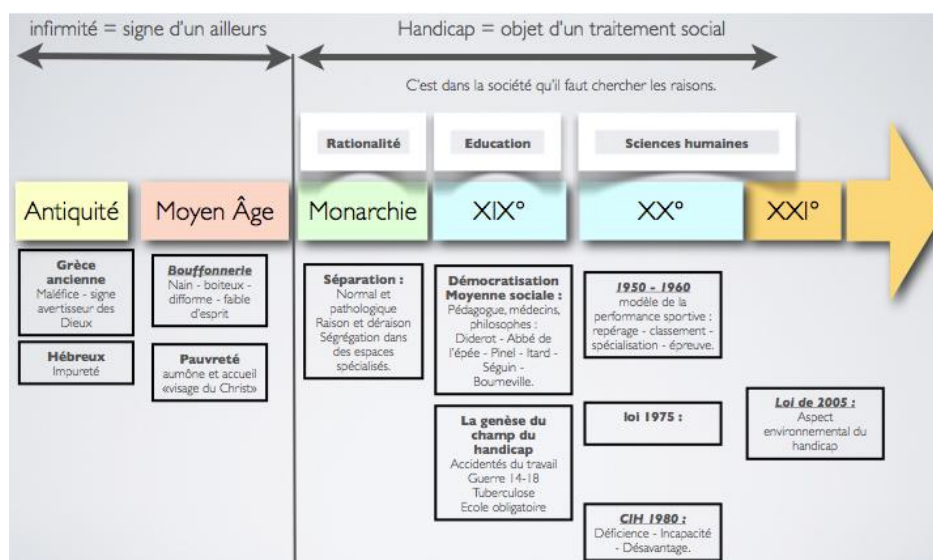 infirmité = signe d'un ailleurs
Handicap = objet d'un traitement social
C'est dans la société qu'il faut chercher les raisons.
Rationalité
Education
Sciences humaines
Antiquité
Moyen Âge
Monarchie
XIX°
XX°
XXI°
Grèce
ancienne
Maléfice - signe
avertisseur des
Dieux
Hébreux
Impureté
Bouffonnerie
Nain - boiteux -
difforme - faible
d'esprit
Pauvreté
aumône et accueil
«visage du Christ»
Séparation :
Normal et
pathologique
Raison et déraison
Ségrégation dans
des espaces
spécialisés.
Démocratisation
Moyenne sociale :
Pédagogue, médecins,
philosophes :
Diderot - Abbé de
l'épée - Pinel - Itard -
Séguin -
Bourneville.
La genèse du
champ du
handicap
Accidentés du travail
Guerre 14-18
Tuberculose
Ecole obligatoire
1950 - 1960
modèle de la
performance sportive :
repérage - classement -
spécialisation - épreuve.
loi 1975 :
CIH 1980 :
Déficience - Incapacité
- Désavantage.
Loi de 2005 :
Aspect
environnemental du
handicap